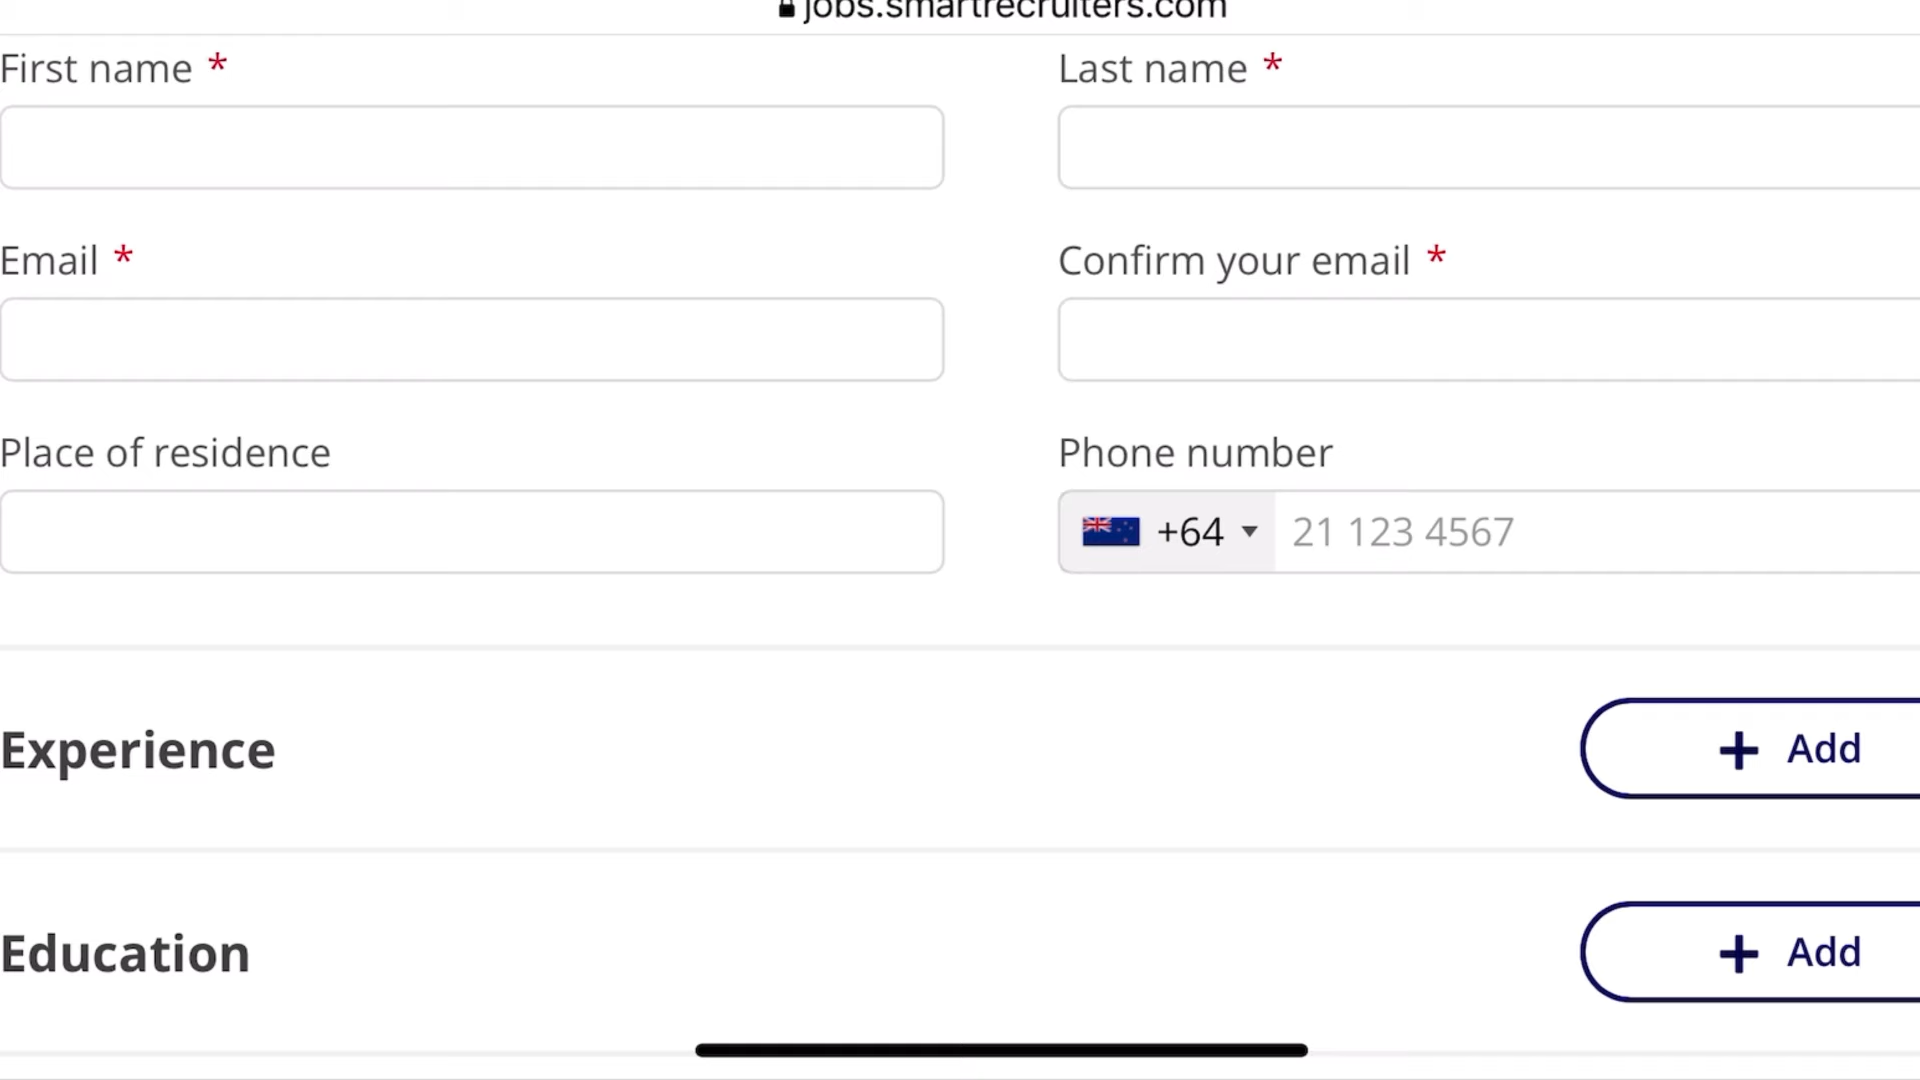 jobs.smartrecruiters.com
First name *
Last name *
Email *
Confirm your email *
Place of residence
Phone number
+64 21 123 4567
Experience
+ Add
Education
+ Add